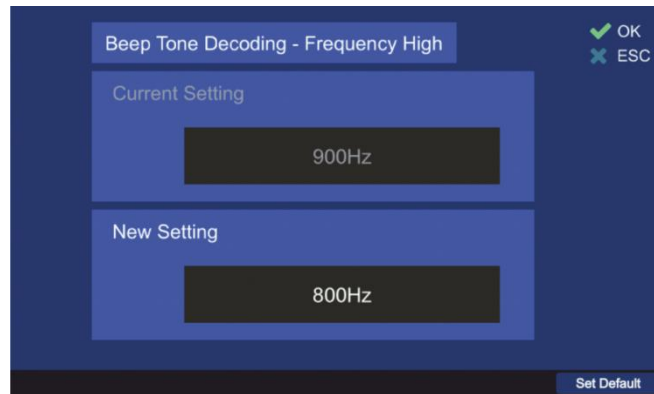 Beep Tone Decoding - Frequency High
OK
ESC
Current Setting
900Hz
New Setting
800Hz
Set Default